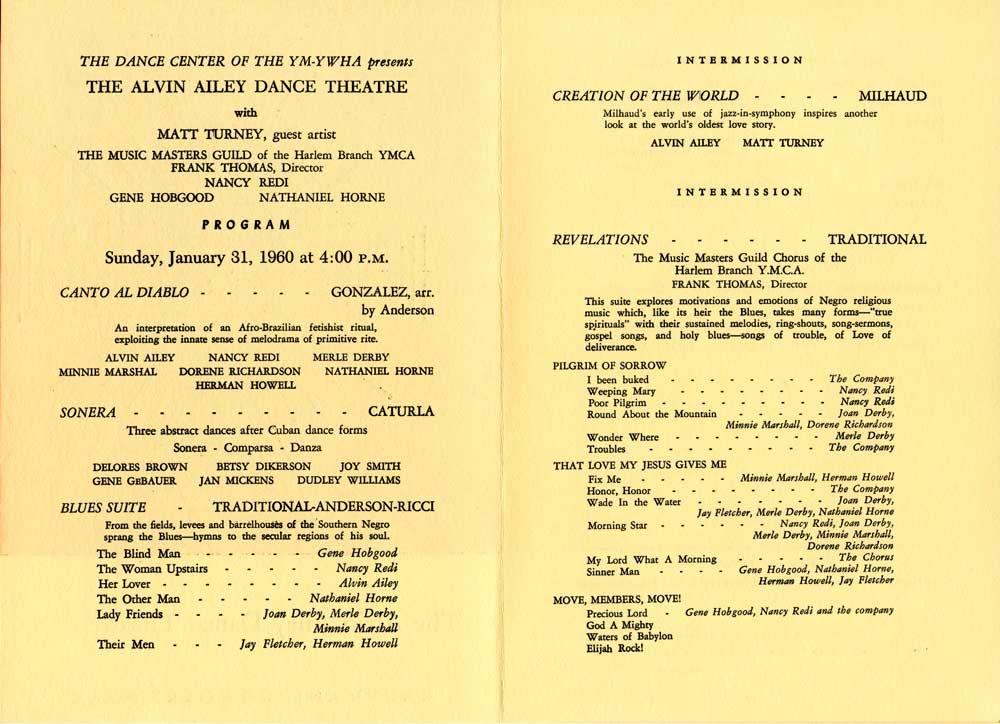 THE DANCE CENTER OF THE YM-YWHA presents
THE ALVIN AILEY DANCE THEATRE
with
MATT TURNEY, guest artist
THE MUSIC MASTERS GUILD of the Harlem Branch YMCA
FRANK THOMAS, Director
NANCY REDI
GENE HOBGOOD NATHANIEL HORNE
PROGRAM
Sunday, January 31, 1960 at 4:00 P.M.
CANTO AL DIABLO - - - - - GONZALEZ, arr.
by Anderson
An interpretation of an Afro-Brazilian fetishist ritual,
exploiting the innate sense of melodrama of primitive rite.
ALVIN AILEY NANCY REDI MERLE DERBY
MINNIE MARSHAL DORENE RICHARDSON NATHANIEL HORNE
HERMAN HOWELL
SONERA - - - - - - - - - CATURLA
Three abstract dances after Cuban dance forms
Sonera - Comparsa - Danza
DELORES BROWN BETSY DIKERSON JOY SMITH
GENE GeBAUER JAN MICKENS DUDLEY WILLIAMS
BLUES SUITE - TRADITIONAL-ANDERSON-RICCI
From the fields, levees and barrelhouses of the Southern Negro
sprang the Blues—hymns to the secular regions of his soul.
The Blind Man - - - - - - Gene Hobgood
The Woman Upstairs - - - - - Nancy Redi
Her Lover - - - - - - - - Alvin Ailey
The Other Man - - - - - Nathaniel Horne
Lady Friends - - - - Joan Derby, Merle Derby,
Minnie Marshall
Their Men - - - Jay Fletcher, Herman Howell
INTERMISSION
CREATION OF THE WORLD - - - - MILHAUD
Milhaud's early use of jazz-in-symphony inspires another
look at the world's oldest love story.
ALVIN AILEY MATT TURNEY
INTERMISSION
REVELATIONS - - - - - - TRADITIONAL
The Music Masters Guild Chorus of the
Harlem Branch Y.M.C.A.
FRANK THOMAS, Director
This suite explores motivations and emotions of Negro religious
music which, like its heir the Blues, takes many forms—"true
spjrituals" with their sustained melodies, ring-shouts, song-sermons,
gospel songs, and holy blues—songs of trouble, of Love of
deliverance.
PILGRIM OF SORROW
I been buked - - - - - - - - The Company
Weeping Mary - - - - - - - - Nancy Redi
Poor Pilgrim - - - - - - - - Nancy Redi
Round About the Mountain - - - - - Joan Derby,
Minnie Marshall, Dorene Richardson
Wonder Where - - - - - - - - Merle Derby
Troubles - - - - - - - - The Company
THAT LOVE MY JESUS GIVES ME
Fix Me - - - - - Minnie Marshall, Herman Howell
Honor, Honor - - - - - - - - The Company
Wade In the Water - - - - - - Joan Derby,
Jay Fletcher, Merle Derby, Nathaniel Horne
Morning Star - - - - - - Nancy Redi, Joan Derby,
Merle Derby, Minnie Marshall,
Dorene Richardson
My Lord What A Morning - - - - - The Chorus
Sinner Man - - - - Gene Hobgood, Nathaniel Horne,
Herman Howell, Jay Fletcher
MOVE, MEMBERS, MOVE!
Precious Lord - Gene Hobgood, Nancy Redi and the company
God A Mighty
Waters of Babylon
Elijah Rock!